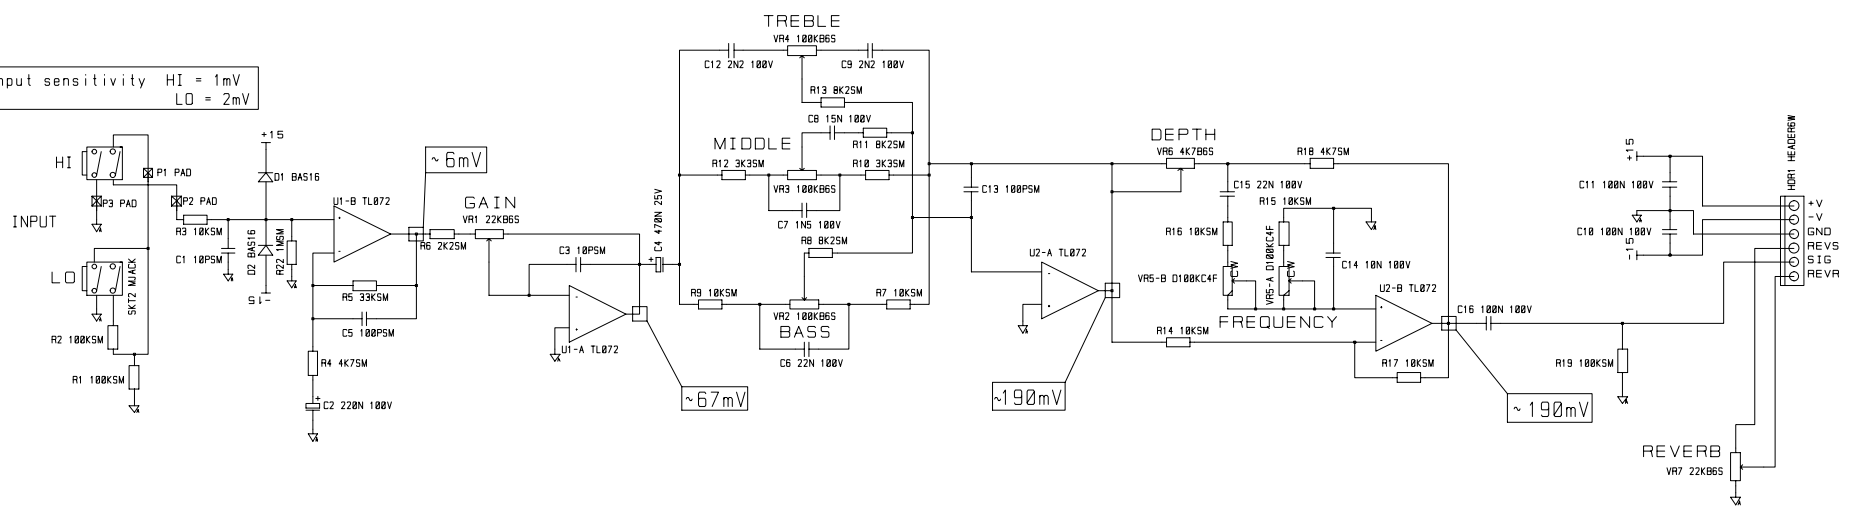 nput sensitivity HI = 1mV
LO = 2mV
INPUT
HI
P1 PAD
P3 PAD
P2 PAD
LO
SKT2 MJACK
R2 100KSM
R1 100KSM
R3 10KSM
C1 10PSM
+15
D1 BAS16
D2 BAS16
-15
R22 1MSM
U1-B TL072
~ 6mV
R5 33KSM
C5 100PSM
R4 4K7SM
+
C2 220N 100V
R6 2K2SM
GAIN
VR1 22KB6S
C3 10PSM
U1-A TL072
~67mV
+
C4 470N 25V
TREBLE
VR4 100KB6S
C12 2N2 100V
C9 2N2 100V
R13 8K2SM
C8 15N 100V
R11 8K2SM
MIDDLE
R12 3K3SM
R10 3K3SM
VR3 100KB6S
C7 1N5 100V
R8 8K2SM
R9 10KSM
R7 10KSM
VR2 100KB6S
BASS
C6 22N 100V
C13 100PSM
U2-A TL072
~190mV
DEPTH
VR6 4K7B6S
R18 4K7SM
C15 22N 100V
R15 10KSM
R16 10KSM
VR5-B D100KC4F
CW
VR5-A D100KC4F
CW
C14 10N 100V
FREQUENCY
R14 10KSM
U2-B TL072
R17 10KSM
~ 190mV
C16 100N 100V
R19 100KSM
+15
C11 100N 100V
C10 100N 100V
-15
HDR1 HEADER6W
+V
-V
GND
REVS
SIG
REVR
REVERB
VR7 22KB6S